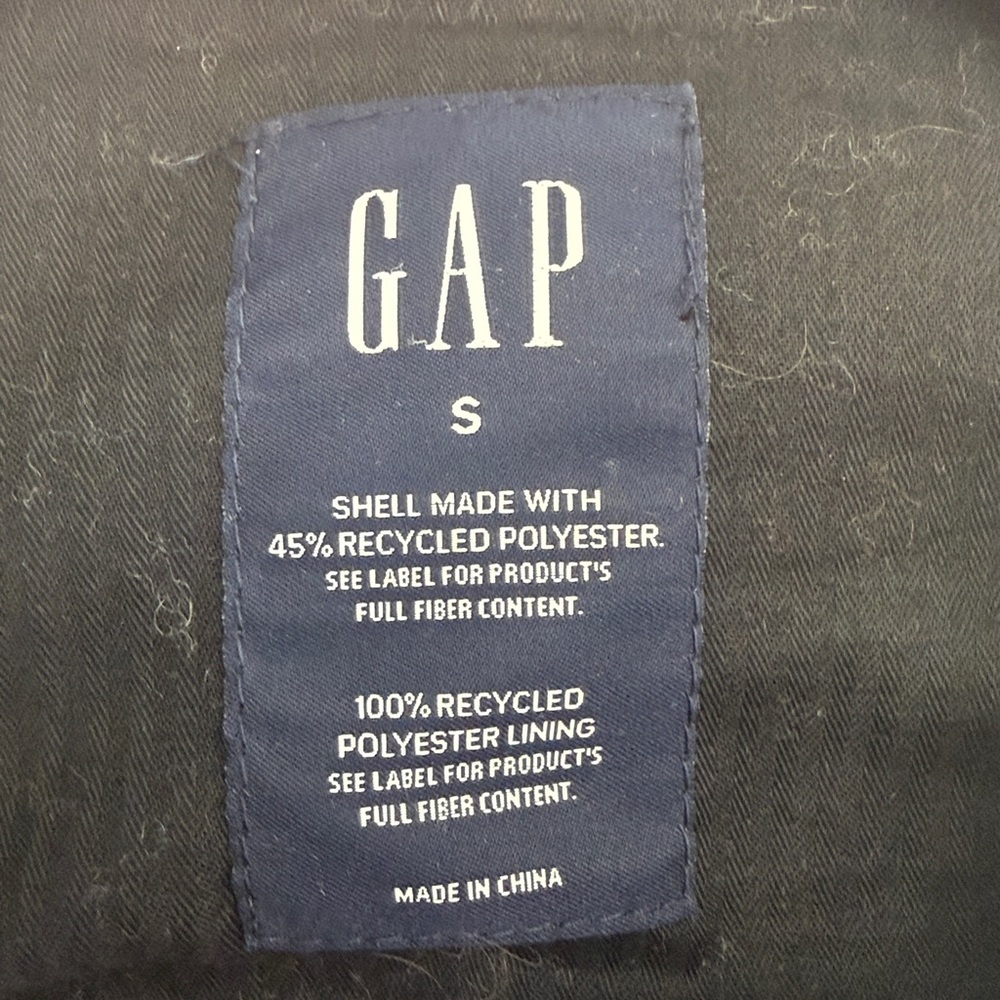 GAP
S
SHELL MADE WITH
45% RECYCLED POLYESTER.
SEE LABEL FOR PRODUCT'S
FULL FIBER CONTENT.
100% RECYCLED
POLYESTER LINING
SEE LABEL FOR PRODUCT'S
FULL FIBER CONTENT.
MADE IN CHINA